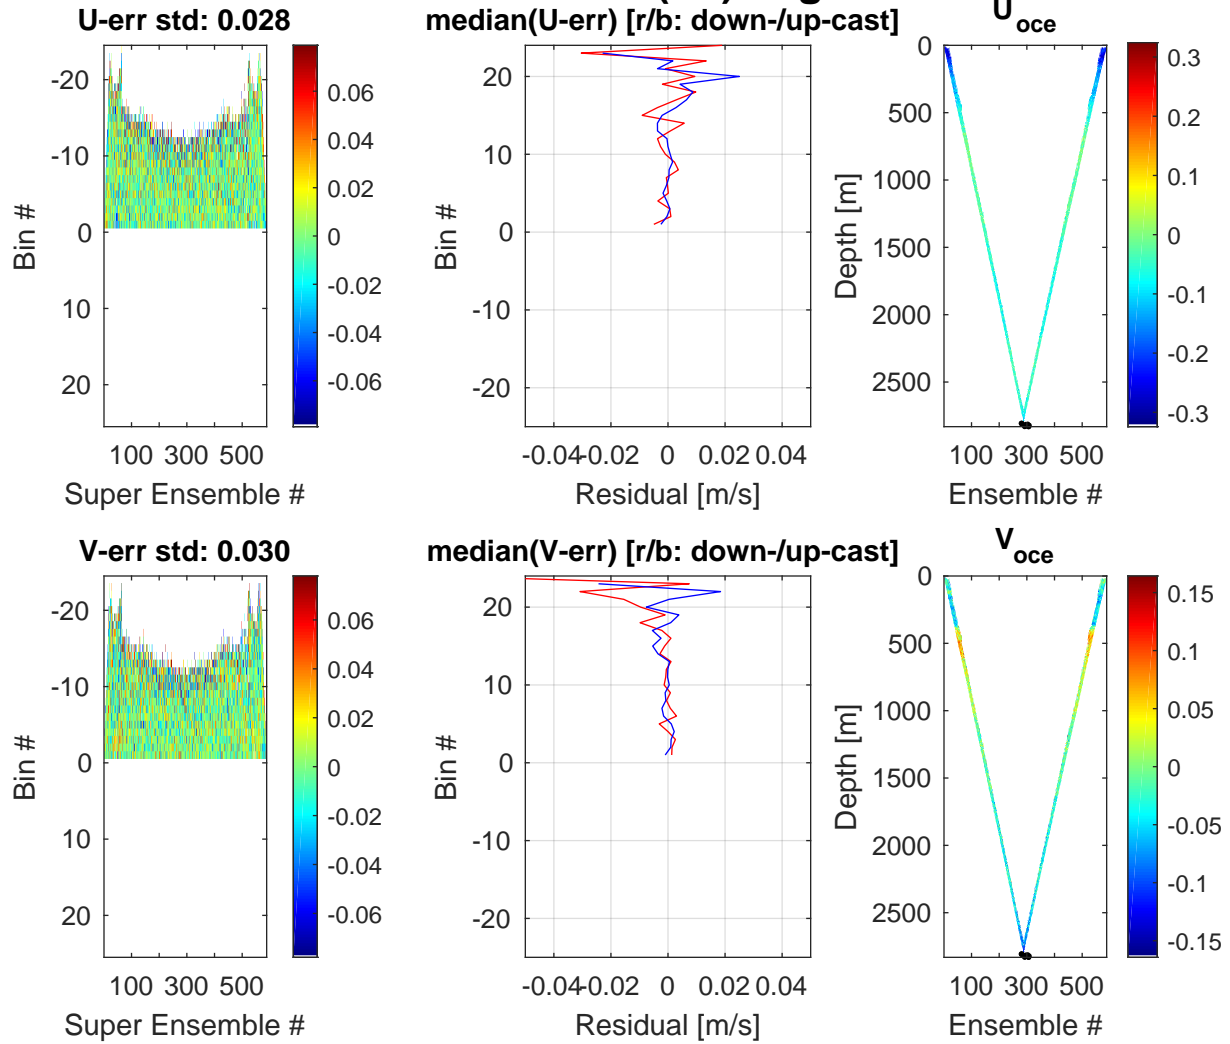 U-err std: 0.028
median(U-err) [r/b: down-/up-cast]
U
oce
-20
-10
0
10
20
Bin #
100 300 500
Super Ensemble #
0.06
0.04
0.02
0
-0.02
-0.04
-0.06
20
10
0
-10
-20
Bin #
-0.04 -0.02 0 0.02 0.04
Residual [m/s]
0
500
1000
1500
2000
2500
Depth [m]
100 300 500
Ensemble #
0.3
0.2
0.1
0
-0.1
-0.2
-0.3
V-err std: 0.030
median(V-err) [r/b: down-/up-cast]
V
oce
-20
-10
0
10
20
Bin #
100 300 500
Super Ensemble #
0.06
0.04
0.02
0
-0.02
-0.04
-0.06
20
10
0
-10
-20
Bin #
-0.04 -0.02 0 0.02 0.04
Residual [m/s]
0
500
1000
1500
2000
2500
Depth [m]
100 300 500
Ensemble #
0.15
0.1
0.05
0
-0.05
-0.1
-0.15